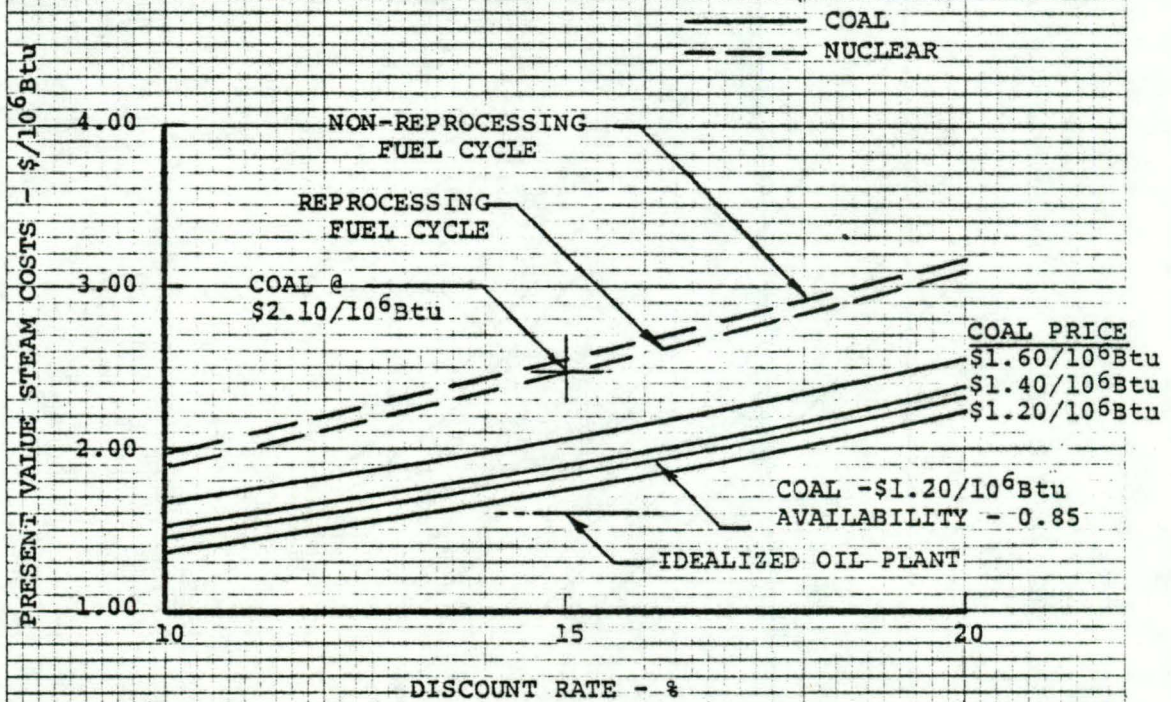 COAL
NUCLEAR
PRESENT VALUE STEAM COSTS - $/10⁶Btu
4.00
3.00
2.00
1.00
NON-REPROCESSING
FUEL CYCLE
REPROCESSING
FUEL CYCLE
COAL @
$2.10/10⁶Btu
COAL PRICE
$1.60/10⁶Btu
$1.40/10⁶Btu
$1.20/10⁶Btu
COAL -$1.20/10⁶Btu
AVAILABILITY - 0.85
IDEALIZED OIL PLANT
10
15
20
DISCOUNT RATE - %